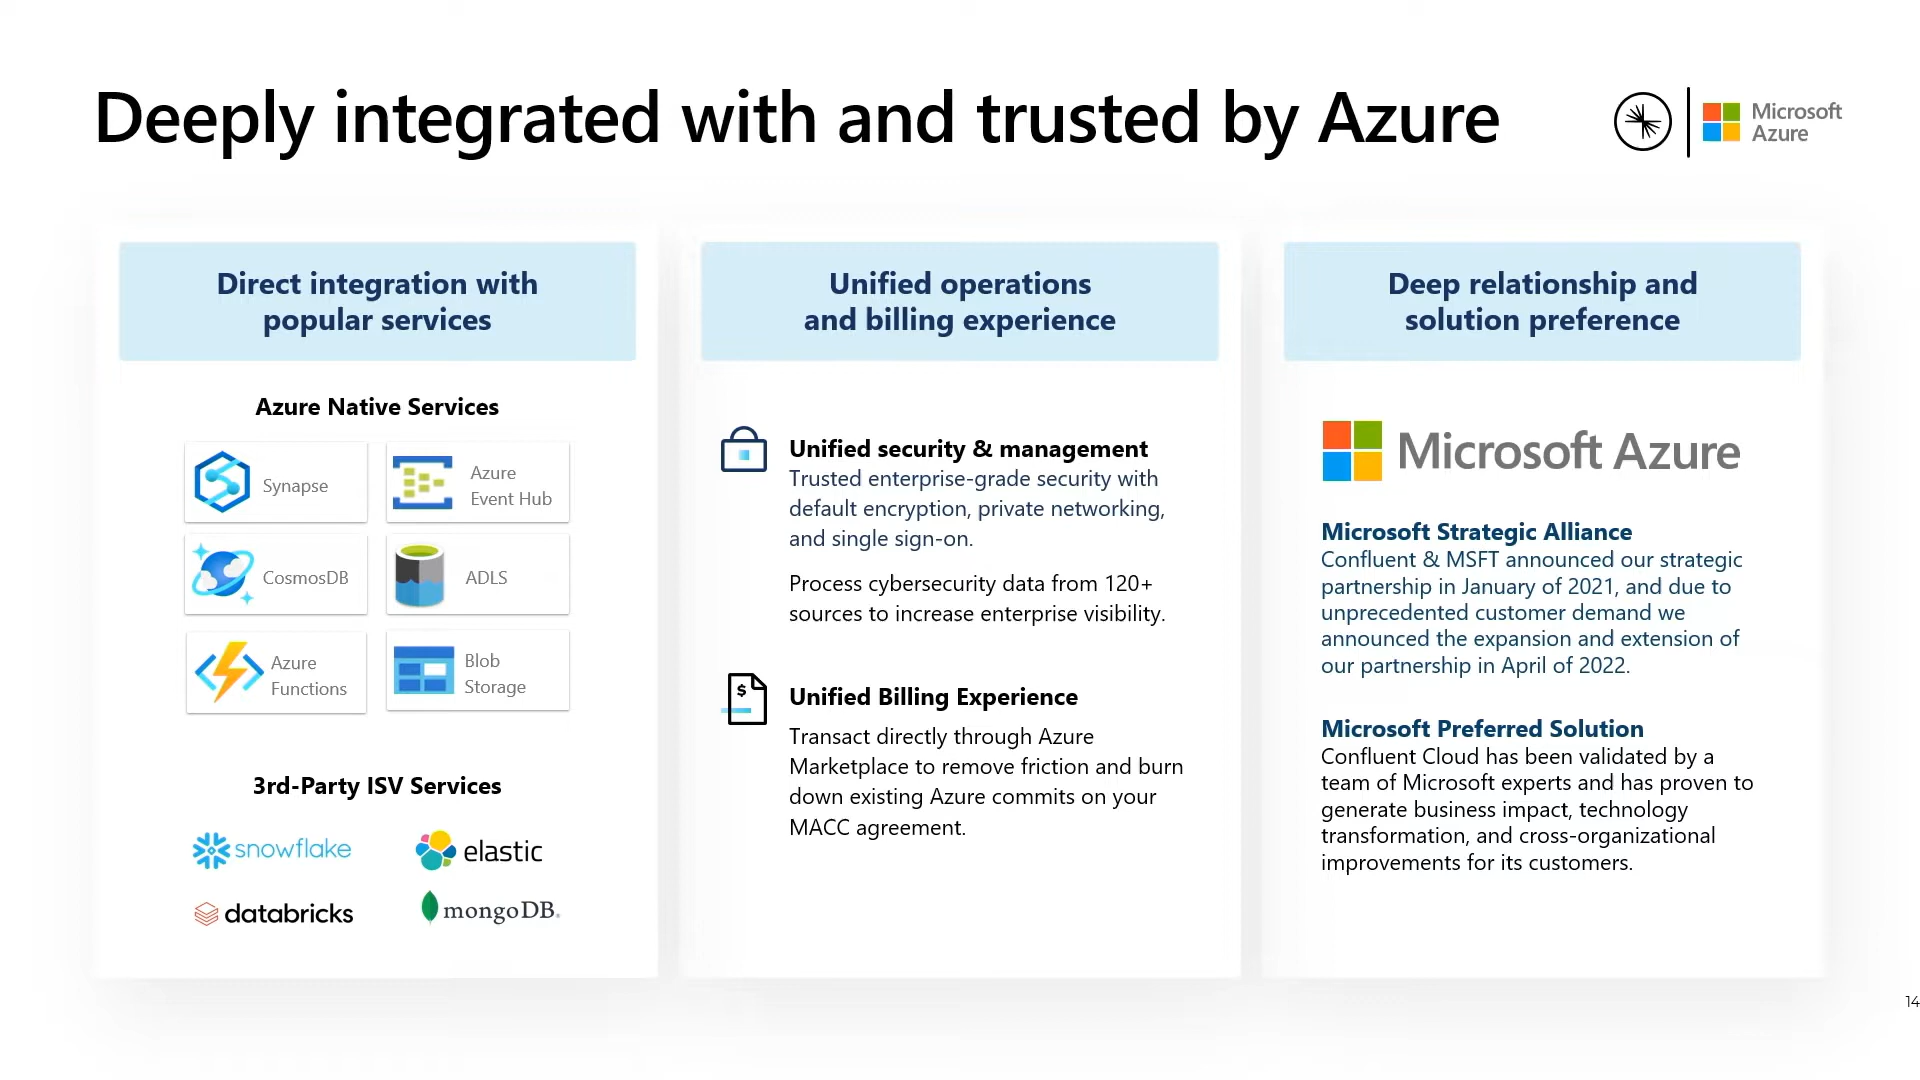 Deeply integrated with and trusted by Azure
Microsoft
Azure
Direct integration with
popular services
Azure Native Services
Synapse
Azure
Event Hub
CosmosDB
ADLS
Azure
Functions
Blob
Storage
3rd-Party ISV Services
snowflake
elastic
databricks
mongoDB.
Unified operations
and billing experience
Unified security & management
Trusted enterprise-grade security with
default encryption, private networking,
and single sign-on.
Process cybersecurity data from 120+
sources to increase enterprise visibility.
$
Unified Billing Experience
Transact directly through Azure
Marketplace to remove friction and burn
down existing Azure commits on your
MACC agreement.
Deep relationship and
solution preference
Microsoft Azure
Microsoft Strategic Alliance
Confluent & MSFT announced our strategic
partnership in January of 2021, and due to
unprecedented customer demand we
announced the expansion and extension of
our partnership in April of 2022.
Microsoft Preferred Solution
Confluent Cloud has been validated by a
team of Microsoft experts and has proven to
generate business impact, technology
transformation, and cross-organizational
improvements for its customers.
14